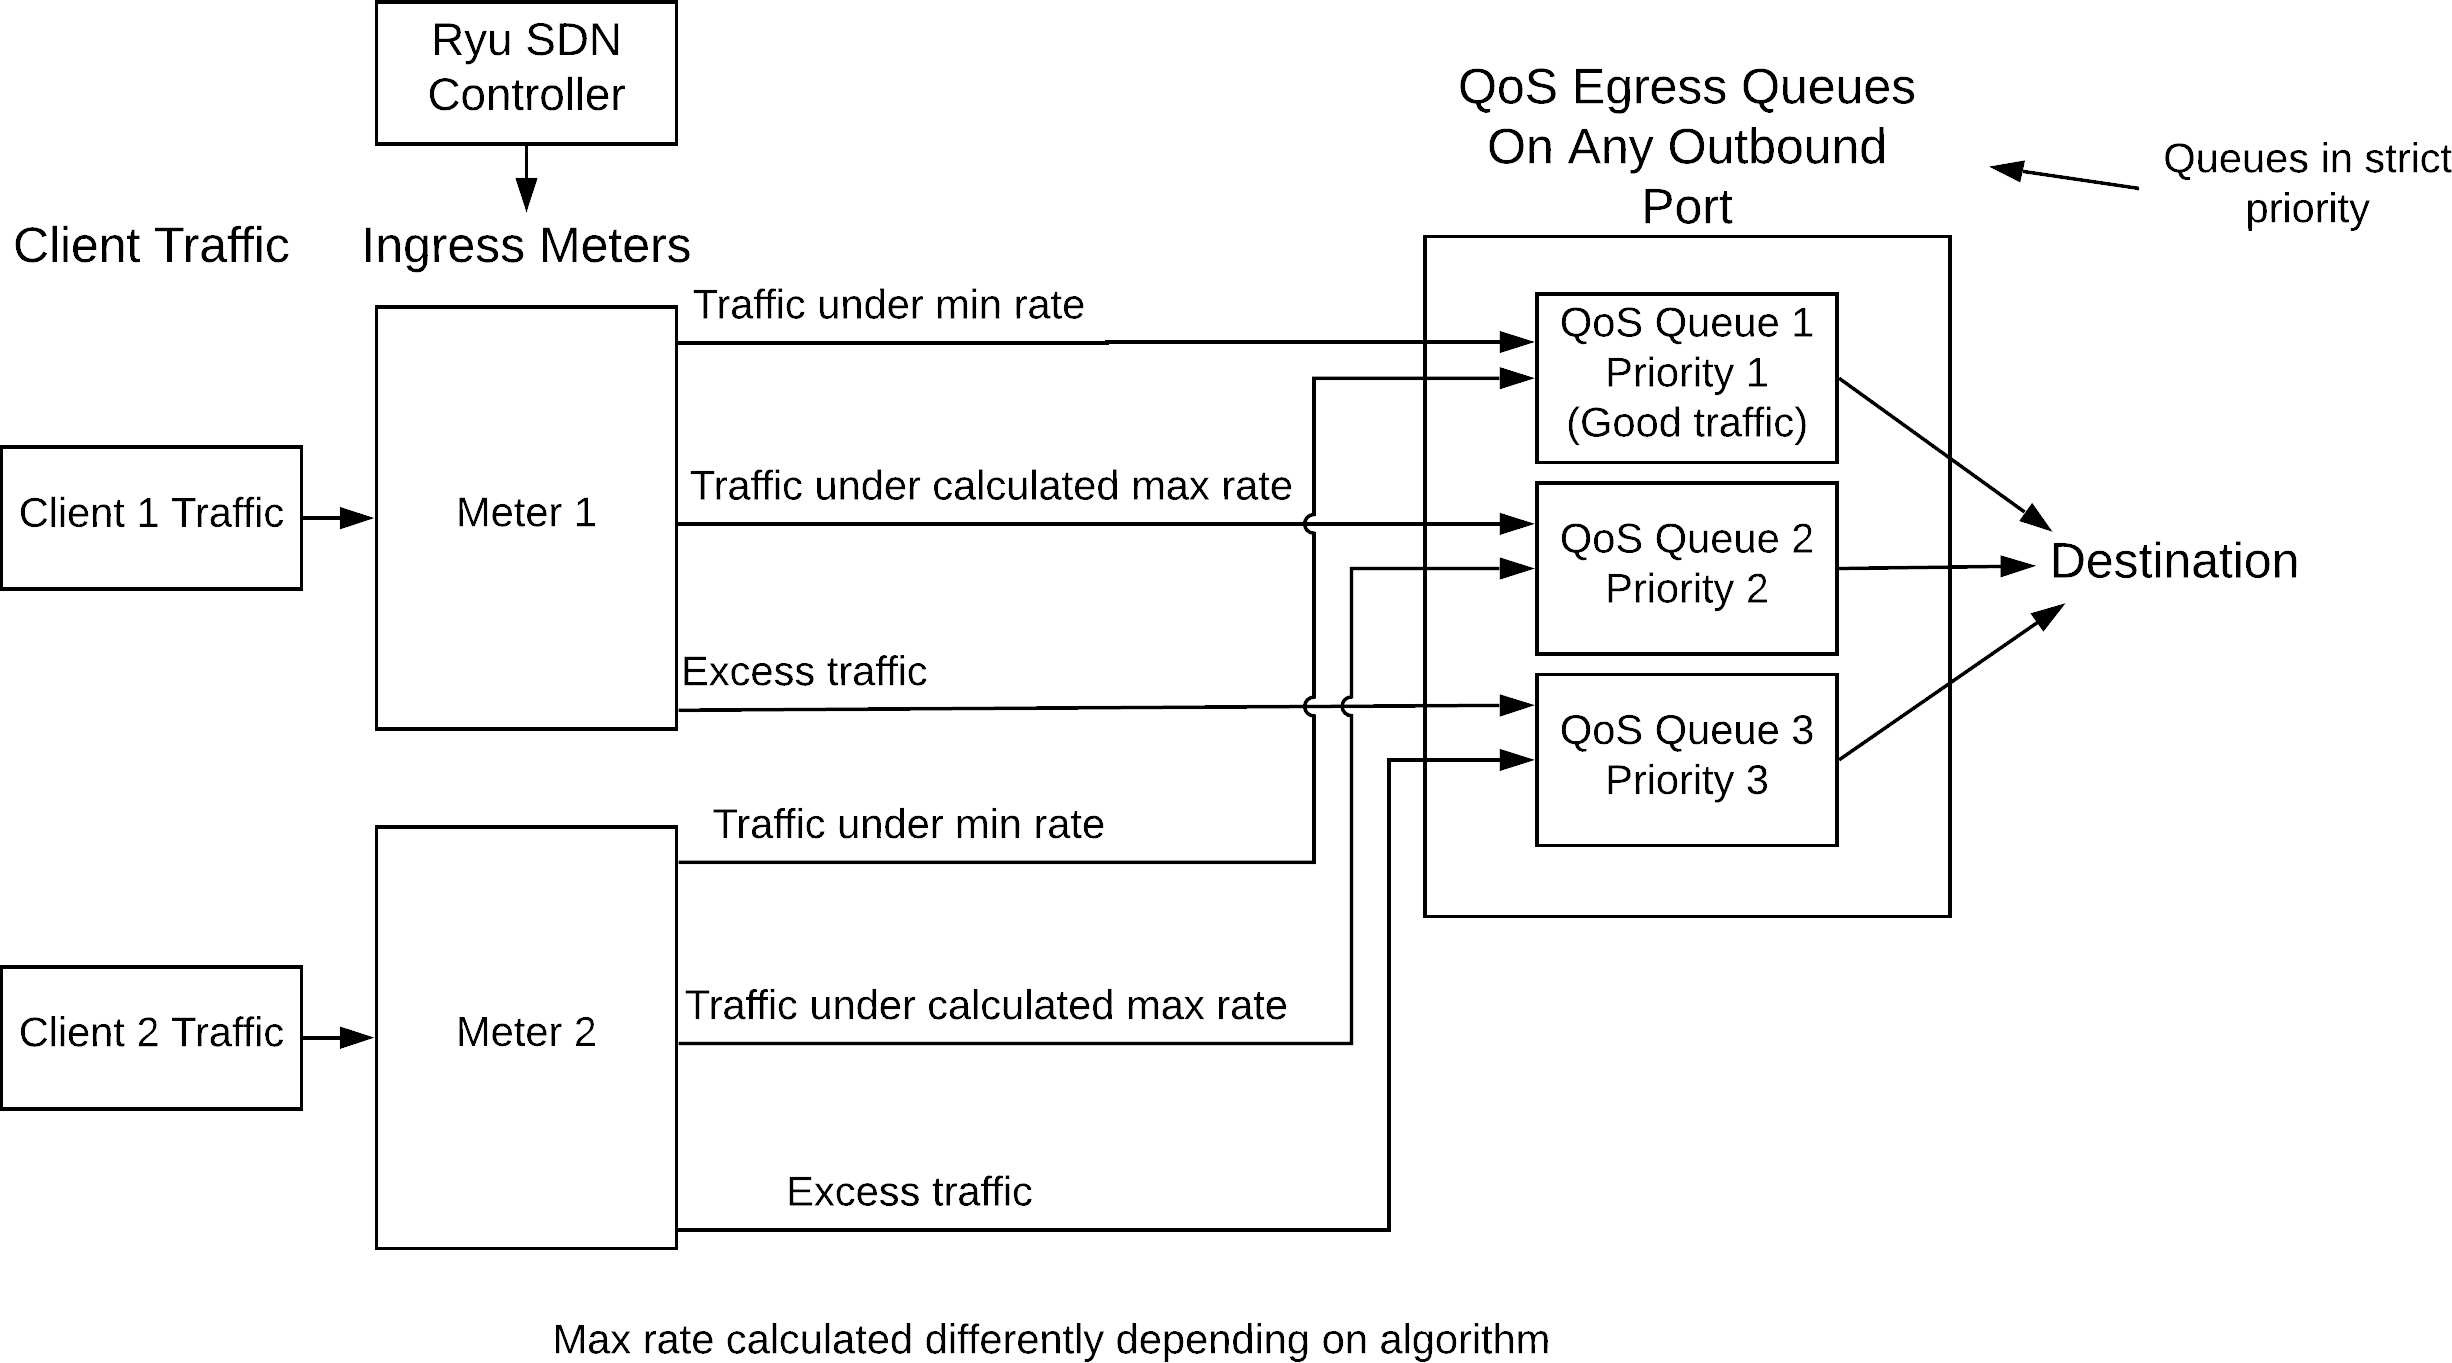 Ryu SDN
Controller
QoS Egress Queues
On Any Outbound
Port
Queues in strict
priority
Client Traffic
Ingress Meters
Traffic under min rate
QoS Queue 1
Priority 1
(Good traffic)
Client 1 Traffic
Meter 1
Traffic under calculated max rate
QoS Queue 2
Priority 2
Destination
Excess traffic
QoS Queue 3
Priority 3
Traffic under min rate
Client 2 Traffic
Meter 2
Traffic under calculated max rate
Excess traffic
Max rate calculated differently depending on algorithm